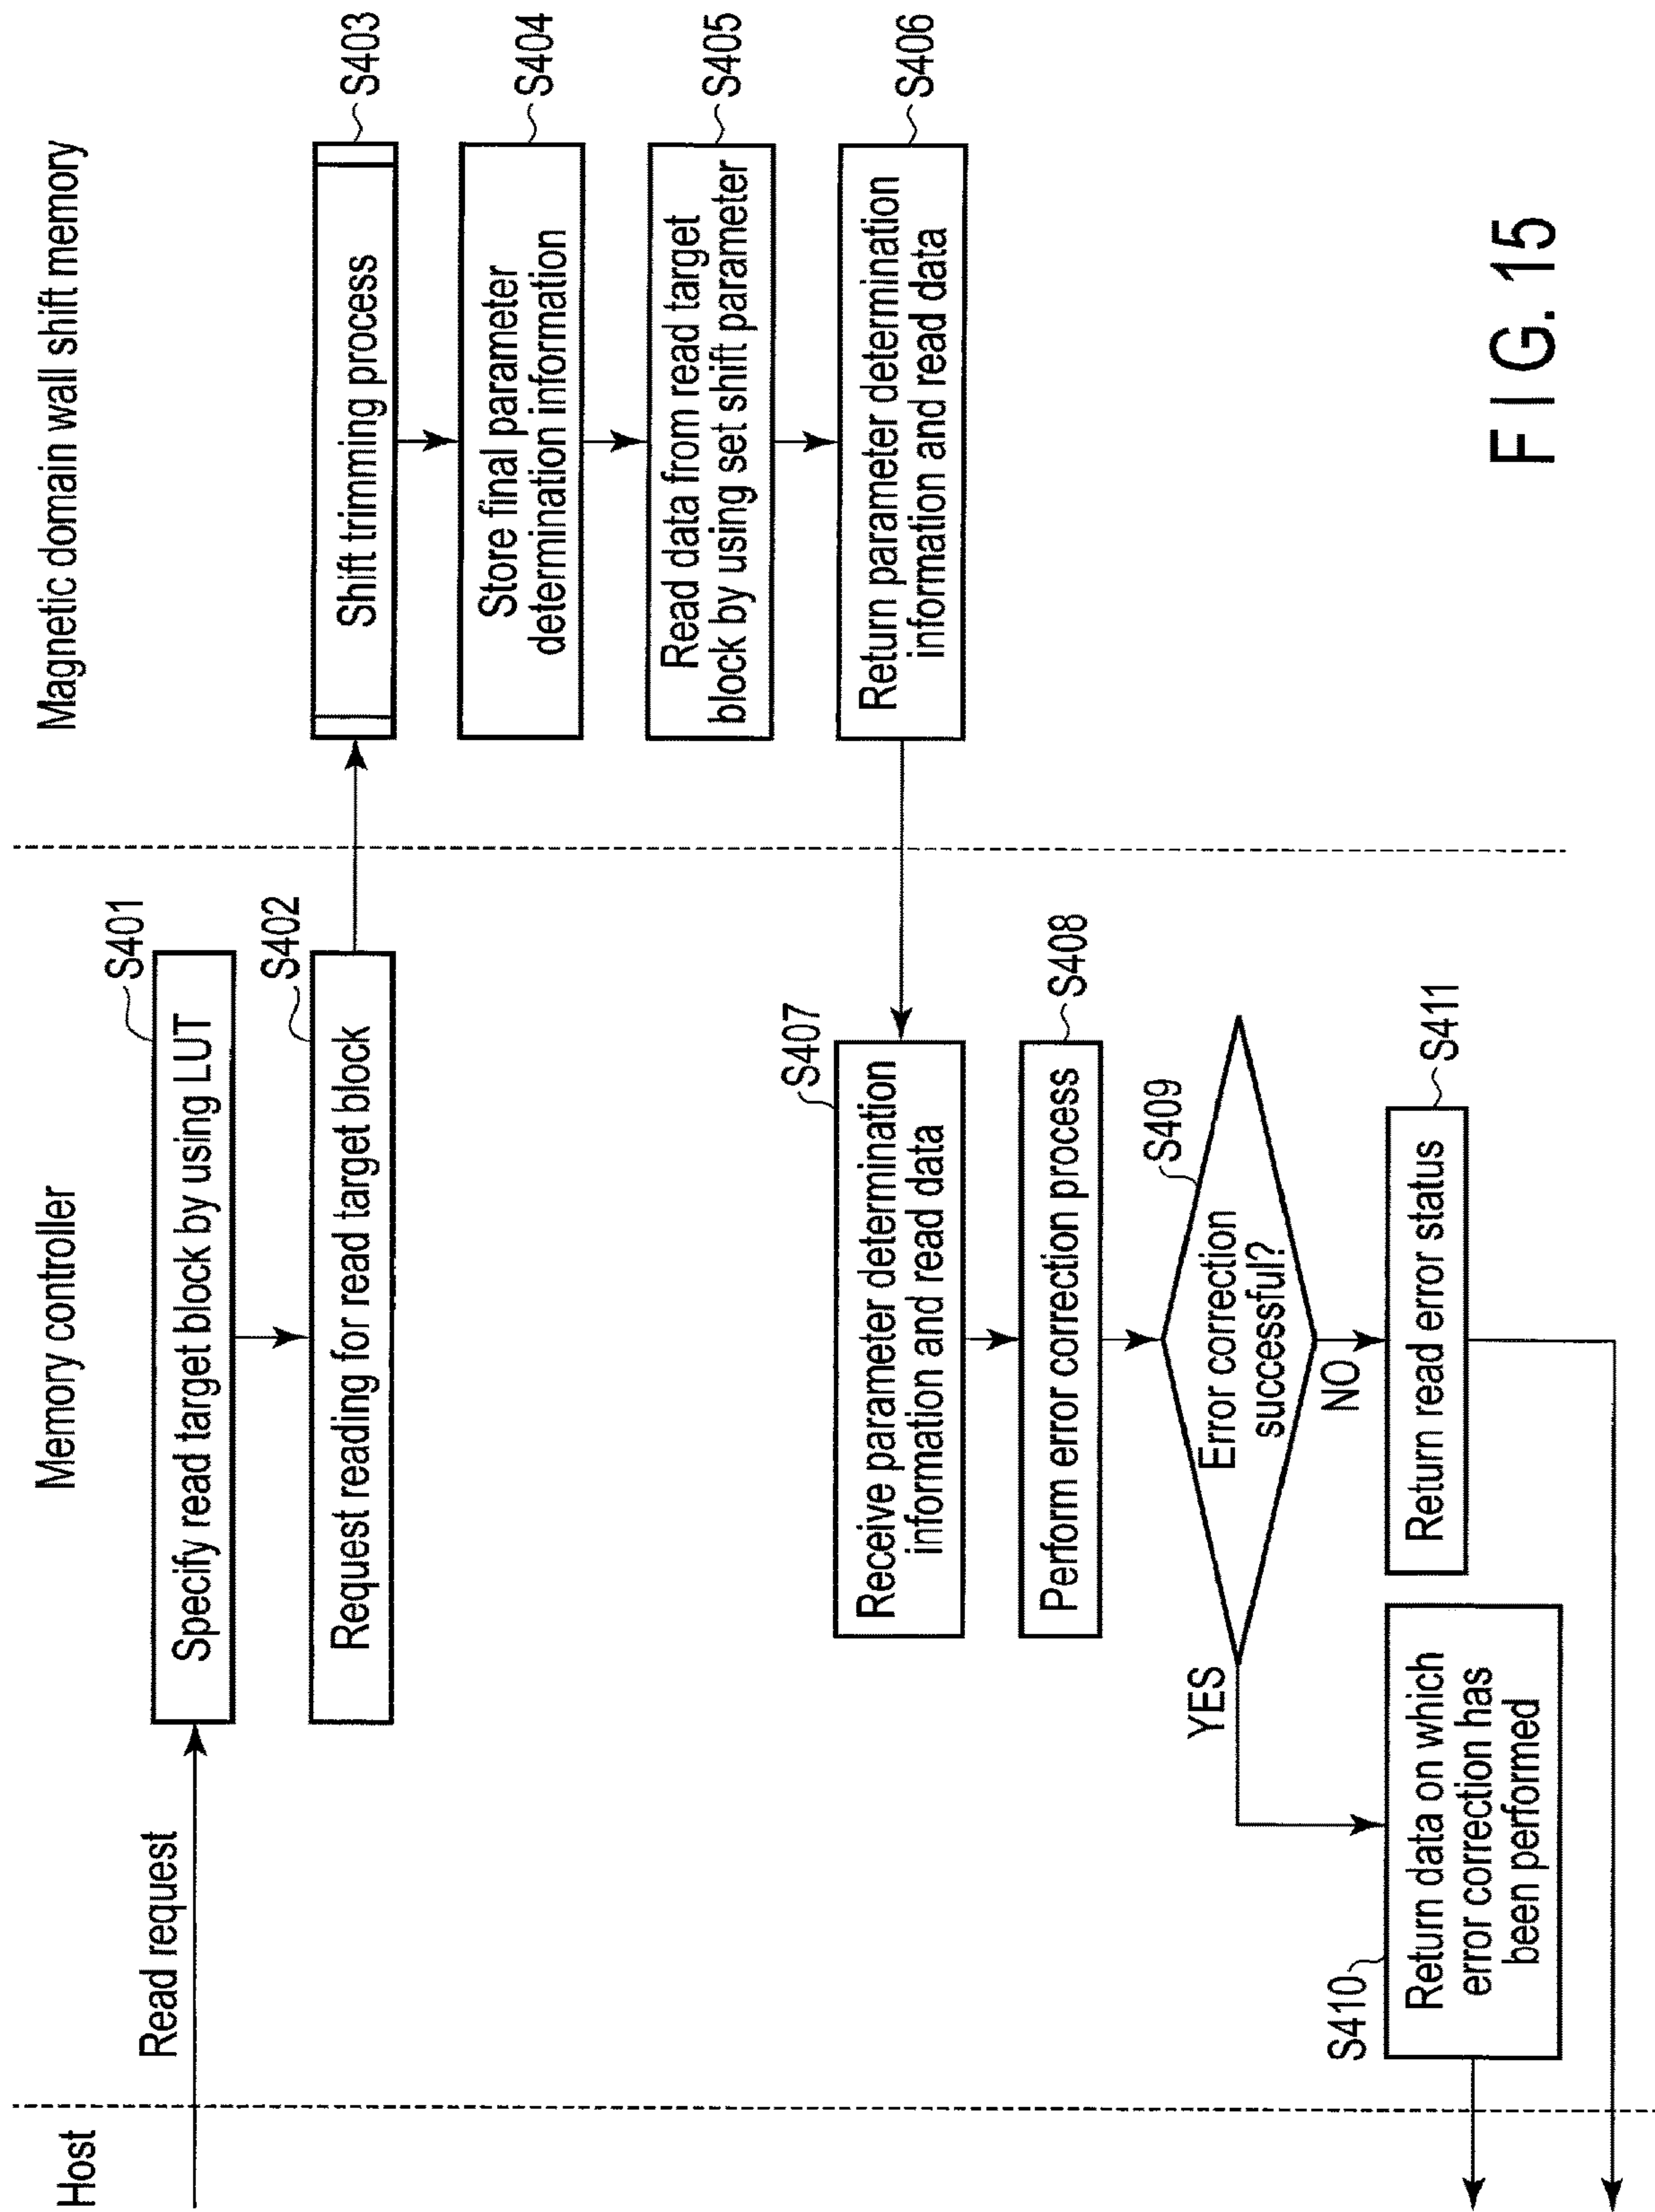 Host
Memory controller
Magnetic domain wall shift memory
Read request
S401
Specify read target block by using LUT
S402
Request reading for read target block
S403
Shift trimming process
S404
Store final parameter
determination information
S405
Read data from read target
block by using set shift parameter
S406
Return parameter determination
information and read data
S407
Receive parameter determination
information and read data
S408
Perform error correction process
S409
Error correction
successful?
YES
NO
S410
Return data on which
error correction has
been performed
S411
Return read error status
FIG. 15